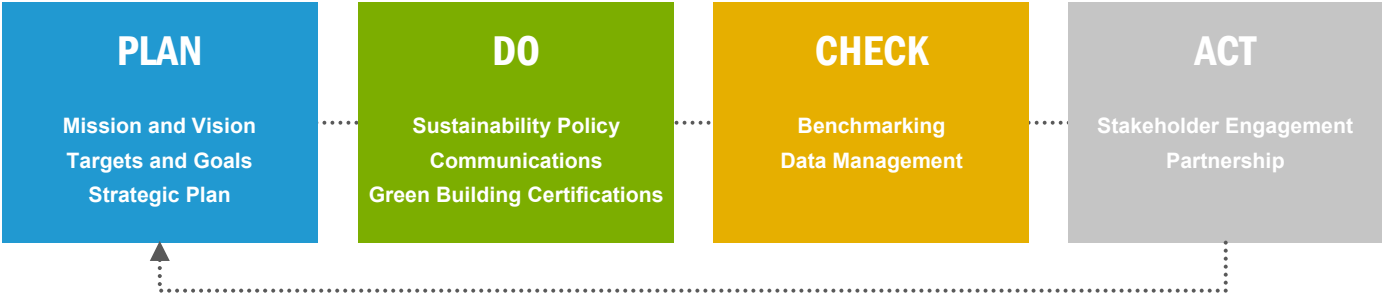 PLAN
Mission and Vision
Targets and Goals
Strategic Plan
DO
Sustainability Policy
Communications
Green Building Certifications
CHECK
Benchmarking
Data Management
ACT
Stakeholder Engagement
Partnership